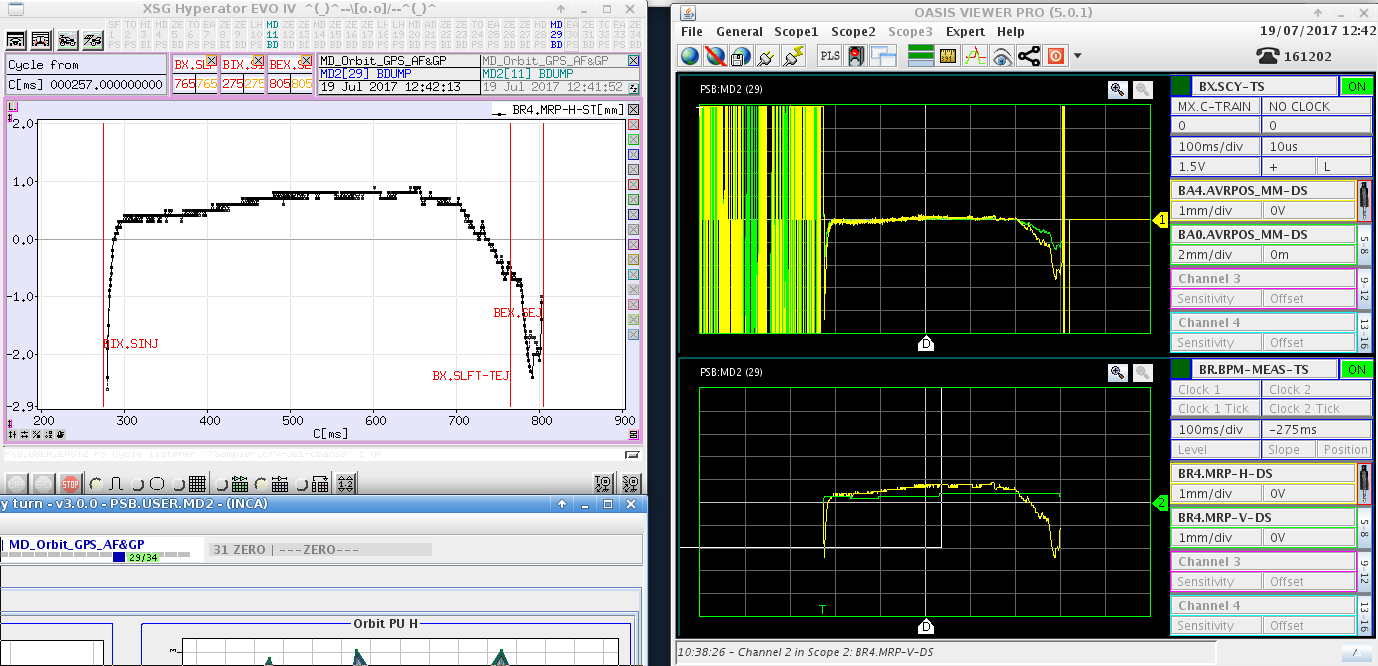 XSG Hyperator EVO IV ^(_)^--\[o.o]/--^(_)^
Cycle from
C[ms] 000257.000000000
BX.SL
BIX.SI
BEX.S
765 765
275 275
805 805
MD_Orbit_GPS_AF&GP
MD2[29] BDUMP
19 Jul 2017 12:42:13
MD_Orbit_GPS_AF&GP
MD2[11] BDUMP
19 Jul 2017 12:41:52
L
BR4.MRP-H-ST[mm]
2.0
1.0
0.0
-1.0
-2.0
-2.9
BIX.SINJ
BEX.SEJ
BX.SLFT-TEJ
200 300 400 500 600 700 800 900
C[ms]
STOP
y turn - v3.0.0 - PSB.USER.MD2 - (INCA)
MD_Orbit_GPS_AF&GP
29/34
31 ZERO | ---ZERO---
Orbit PU H
3
OASIS VIEWER PRO (5.0.1)
File General Scope1 Scope2 Scope3 Expert Help
19/07/2017 12:42
PLS
161202
PSB:MD2 (29)
1
D
BX.SCY-TS
ON
MX.C-TRAIN
NO CLOCK
0
0
100ms/div
10us
1.5V
+
L
BA4.AVRPOS_MM-DS
1mm/div
0V
BA0.AVRPOS_MM-DS
2mm/div
0m
5-8
Channel 3
Sensitivity
Offset
9-12
Channel 4
Sensitivity
Offset
13-16
PSB:MD2 (29)
2
T
D
BR.BPM-MEAS-TS
ON
Clock 1
Clock 2
Clock 1 Tick
Clock 2 Tick
100ms/div
-275ms
Level
Slope
Position
BR4.MRP-H-DS
1mm/div
0V
BR4.MRP-V-DS
1mm/div
0V
5-8
Channel 3
Sensitivity
Offset
9-12
Channel 4
Sensitivity
Offset
13-16
10:38:26 - Channel 2 in Scope 2: BR4.MRP-V-DS